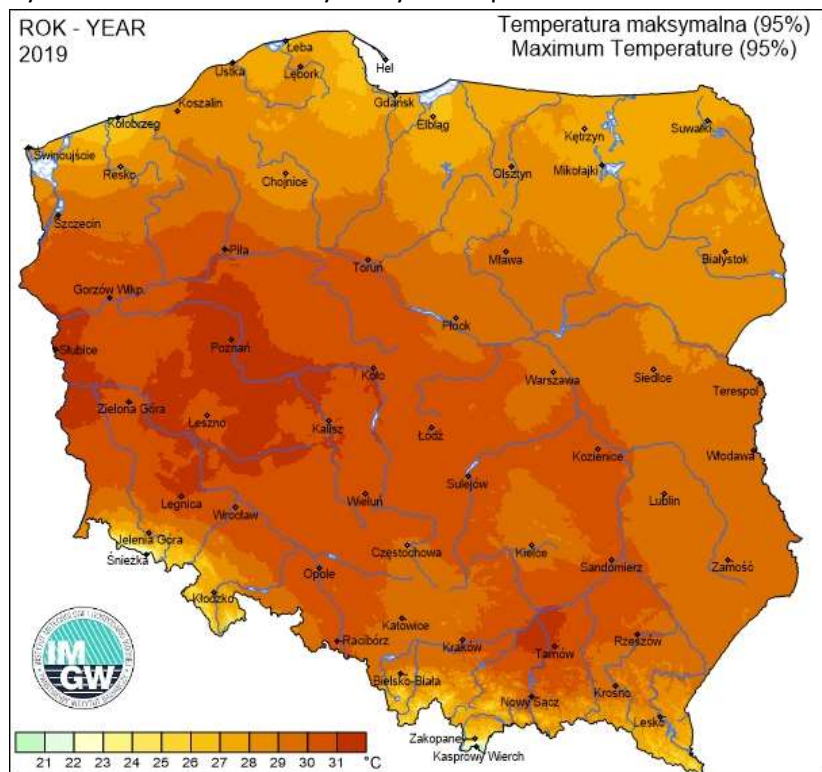 ROK - YEAR
2019
Temperatura maksymalna (95%)
Maximum Temperature (95%)
Łeba
Hel
Ustka
Lębork
Gdańsk
Koszalin
Kołobrzeg
Elbląg
Kętrzyn
Suwałki
Świnoujście
Resko
Chojnice
Olsztyn
Mikołajki
Szczecin
Piła
Toruń
Mława
Białystok
Gorzów Wlkp.
Płock
Słubice
Poznań
Koło
Warszawa
Siedlce
Terespol
Zielona Góra
Leszno
Kalisz
Łódź
Kozienice
Włodawa
Sulejów
Legnica
Wrocław
Wieluń
Lublin
Jelenia Góra
Śnieżka
Częstochowa
Kielce
Sandomierz
Zamość
Opole
Kłodzko
Katowice
Racibórz
Kraków
Tarnów
Rzeszów
Bielsko-Biała
Nowy Sącz
Krosno
Lesko
Zakopane
Kasprowy Wierch
IM
GW
21 22 23 24 25 26 27 28 29 30 31 °C